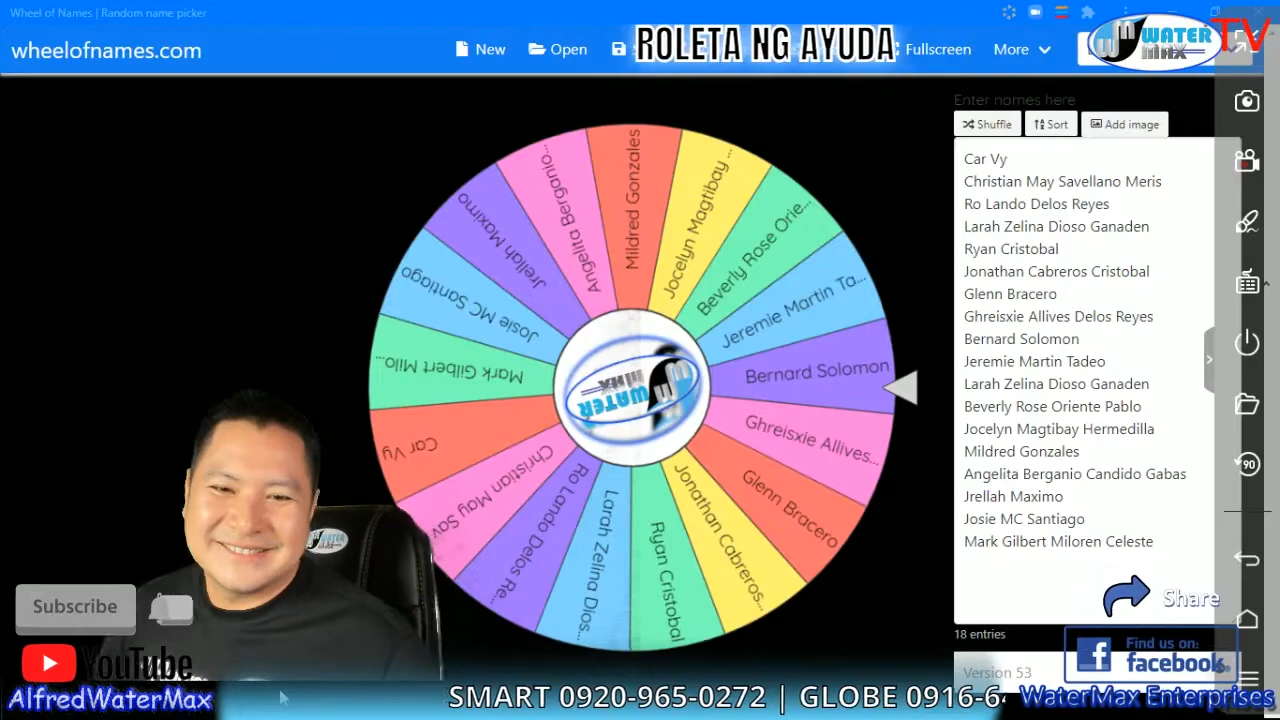 Wheel of Names | Random name picker
wheelofnames.com
New
Open
ROLETA NG AYUDA
Fullscreen
More
WATER
MAX
TV
Enter names here
Shuffle
Sort
Add image
Car Vy
Christian May Savellano Meris
Ro Lando Delos Reyes
Larah Zelina Dioso Ganaden
Ryan Cristobal
Jonathan Cabreros Cristobal
Glenn Bracero
Ghreisxie Allives Delos Reyes
Bernard Solomon
Jeremie Martin Tadeo
Larah Zelina Dioso Ganaden
Beverly Rose Oriente Pablo
Jocelyn Magtibay Hermedilla
Mildred Gonzales
Angelita Berganio Candido Gabas
Jrellah Maximo
Josie MC Santiago
Mark Gilbert Miloren Celeste
18 entries
Version 53
Mildred Gonzales
Jocelyn Magtibay ...
Beverly Rose Orie...
Jeremie Martin Ta...
Bernard Solomon
Ghreisxie Allives...
Glenn Bracero
Jonathan Cabreros...
Ryan Cristobal
Larah Zelina Dios...
Ro Lando Delos Re...
Christian May Sav
Car Vy
Mark Gilbert Milo...
Josie MC Santiago
Jrellah Maximo
Angelita Berganio...
WATER
MAX
90
Share
Find us on:
facebook
Subscribe
YouTube
AlfredWaterMax
SMART 0920-965-0272 | GLOBE 0916-64
WaterMax Enterprises